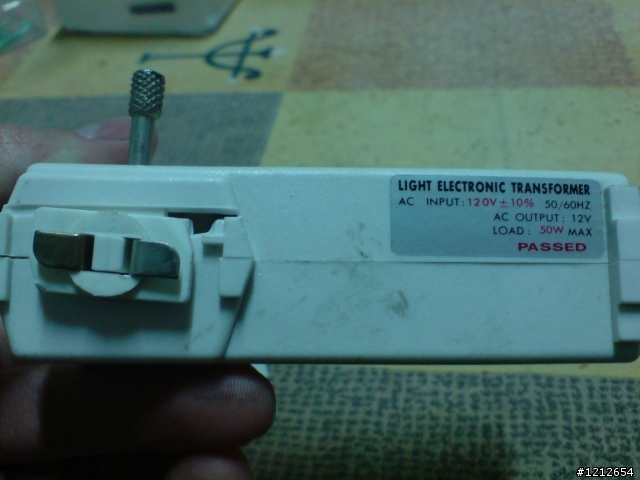 LIGHT ELECTRONIC TRANSFORMER
AC INPUT: 120V±10% 50/60HZ
AC OUTPUT: 12V
LOAD: 50W MAX
PASSED
#1212654